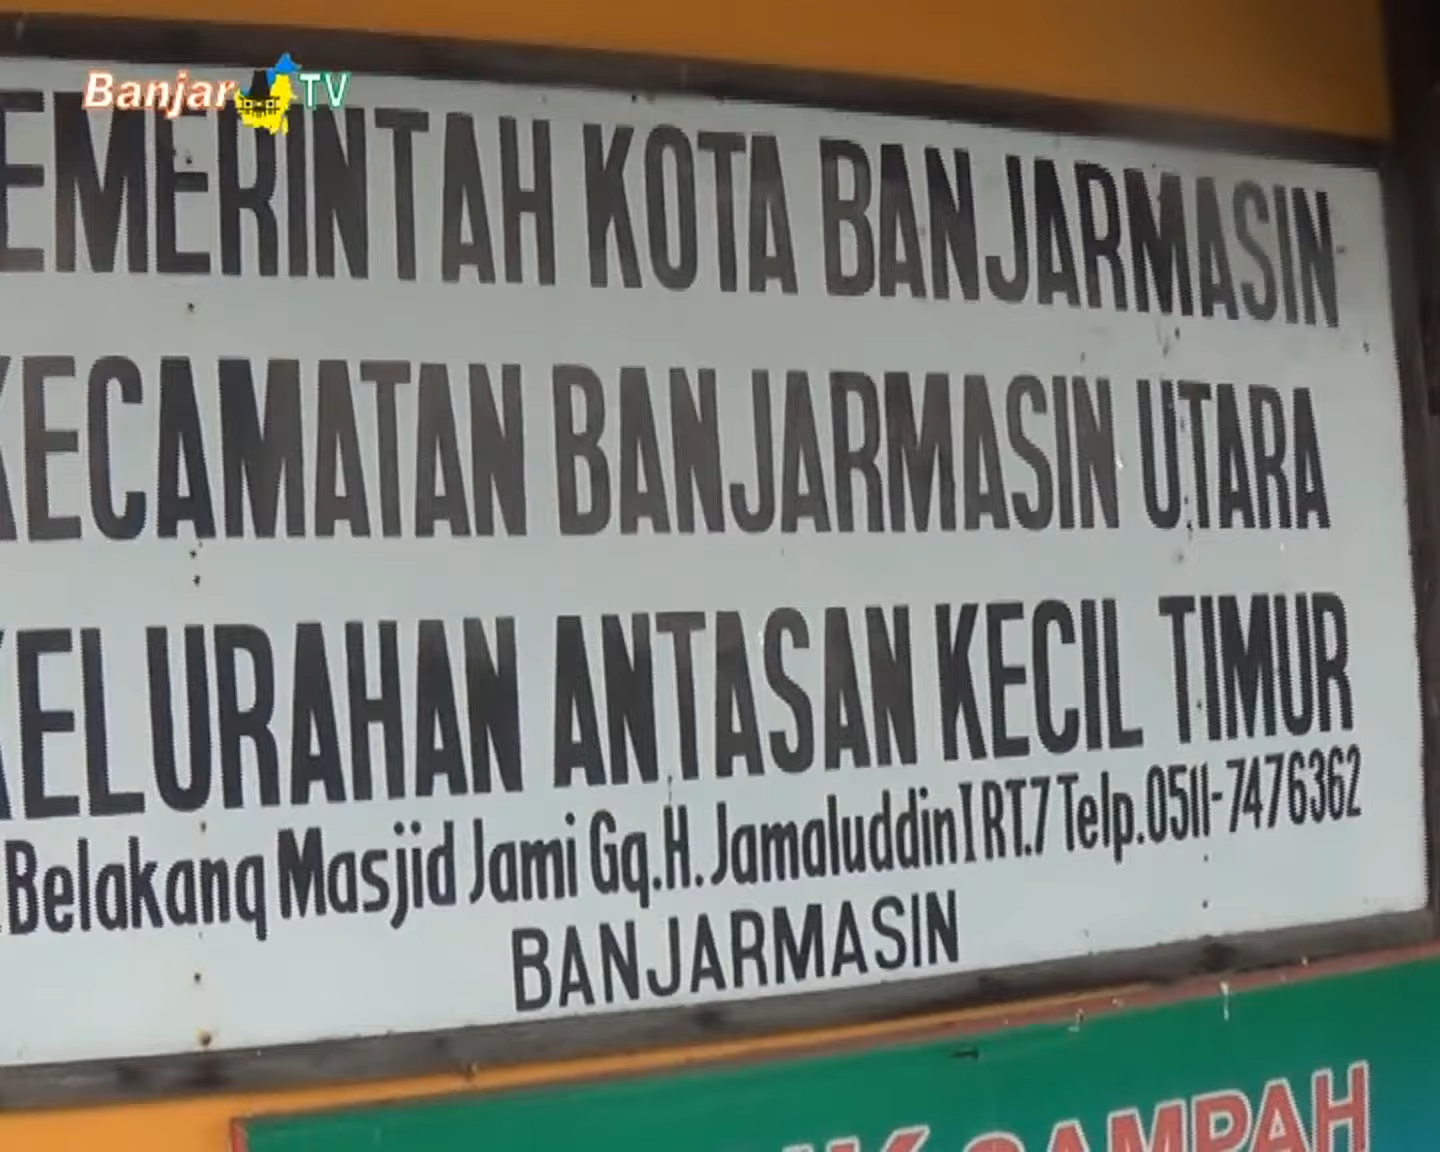 Banjar TV
EMERINTAH KOTA BANJARMASIN
KECAMATAN BANJARMASIN UTARA
KELURAHAN ANTASAN KECIL TIMUR
Belakang Masjid Jami Gg.H. Jamaluddin I RT.7 Telp.0511-7476362
BANJARMASIN
SAMPAH